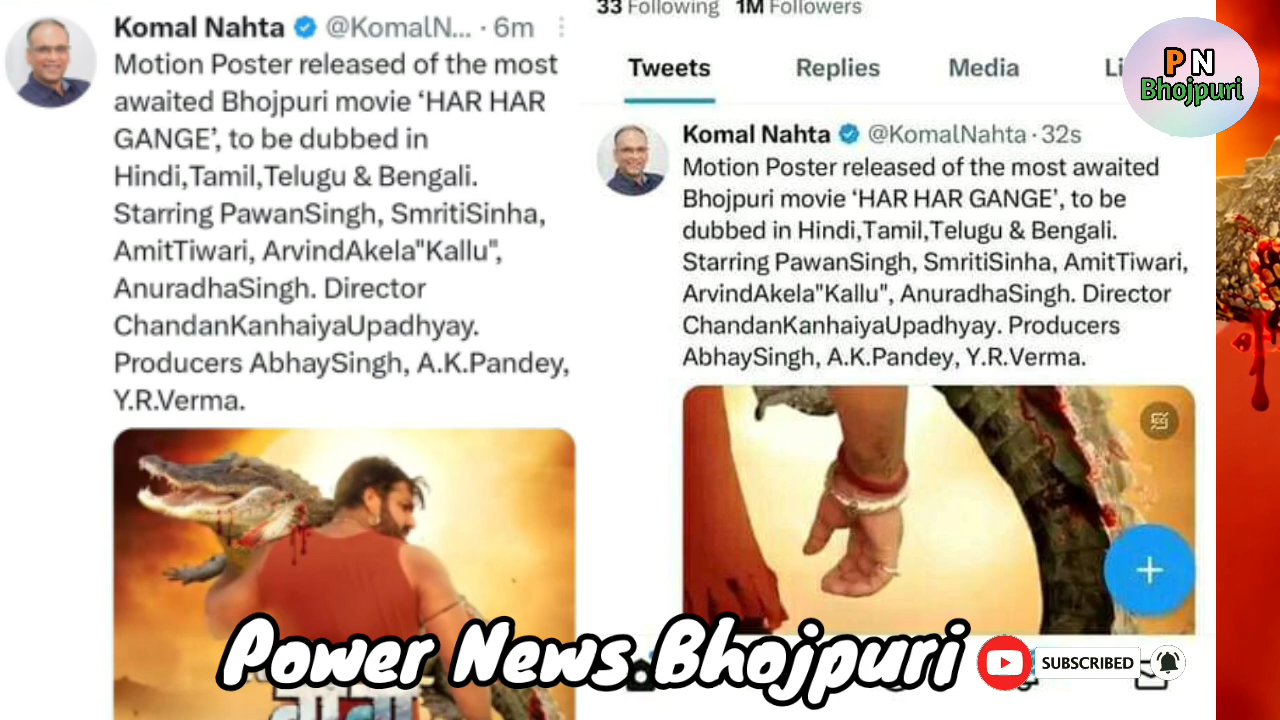 Komal Nahta @KomalN... · 6m
Motion Poster released of the most
awaited Bhojpuri movie ‘HAR HAR
GANGE’, to be dubbed in
Hindi,Tamil,Telugu & Bengali.
Starring PawanSingh, SmritiSinha,
AmitTiwari, ArvindAkela"Kallu",
AnuradhaSingh. Director
ChandanKanhaiyaUpadhyay.
Producers AbhaySingh, A.K.Pandey,
Y.R.Verma.
33 Following 1M Followers
Tweets Replies Media Li
Komal Nahta @KomalNahta · 32s
Motion Poster released of the most awaited
Bhojpuri movie ‘HAR HAR GANGE’, to be
dubbed in Hindi,Tamil,Telugu & Bengali.
Starring PawanSingh, SmritiSinha, AmitTiwari,
ArvindAkela"Kallu", AnuradhaSingh. Director
ChandanKanhaiyaUpadhyay. Producers
AbhaySingh, A.K.Pandey, Y.R.Verma.
P N
Bhojpuri
Power News Bhojpuri
SUBSCRIBED